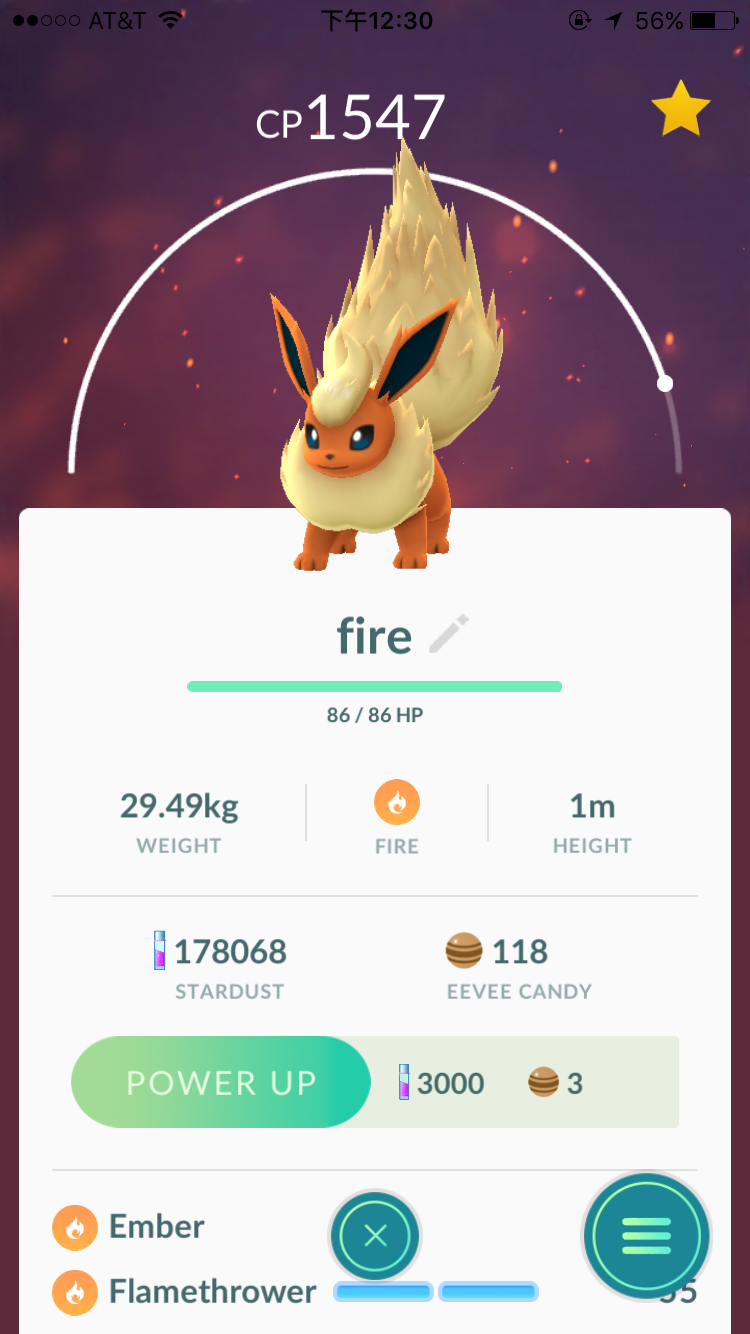 AT&T 下午12:30 56%
CP1547
fire
86 / 86 HP
29.49kg 1m
WEIGHT FIRE HEIGHT
178068 118
STARDUST EEVEE CANDY
POWER UP 3000 3
Ember
Flamethrower